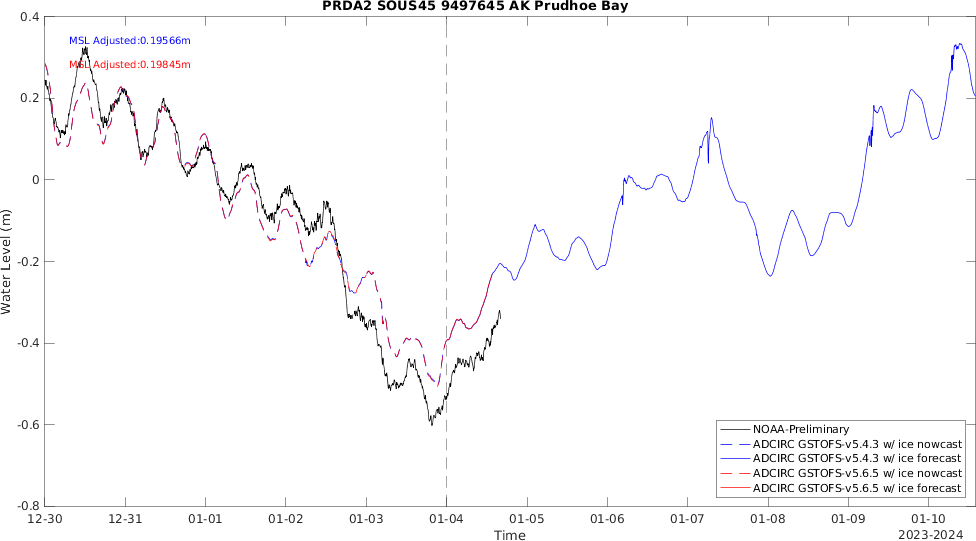 PRDA2 SOUS45 9497645 AK Prudhoe Bay
MSL Adjusted:0.19566m
MSL Adjusted:0.19845m
Water Level (m)
0.4
0.2
0
-0.2
-0.4
-0.6
-0.8
NOAA-Preliminary
ADCIRC GSTOFS-v5.4.3 w/ ice nowcast
ADCIRC GSTOFS-v5.4.3 w/ ice forecast
ADCIRC GSTOFS-v5.6.5 w/ ice nowcast
ADCIRC GSTOFS-v5.6.5 w/ ice forecast
12-30 12-31 01-01 01-02 01-03 01-04 01-05 01-06 01-07 01-08 01-09 01-10
2023-2024
Time